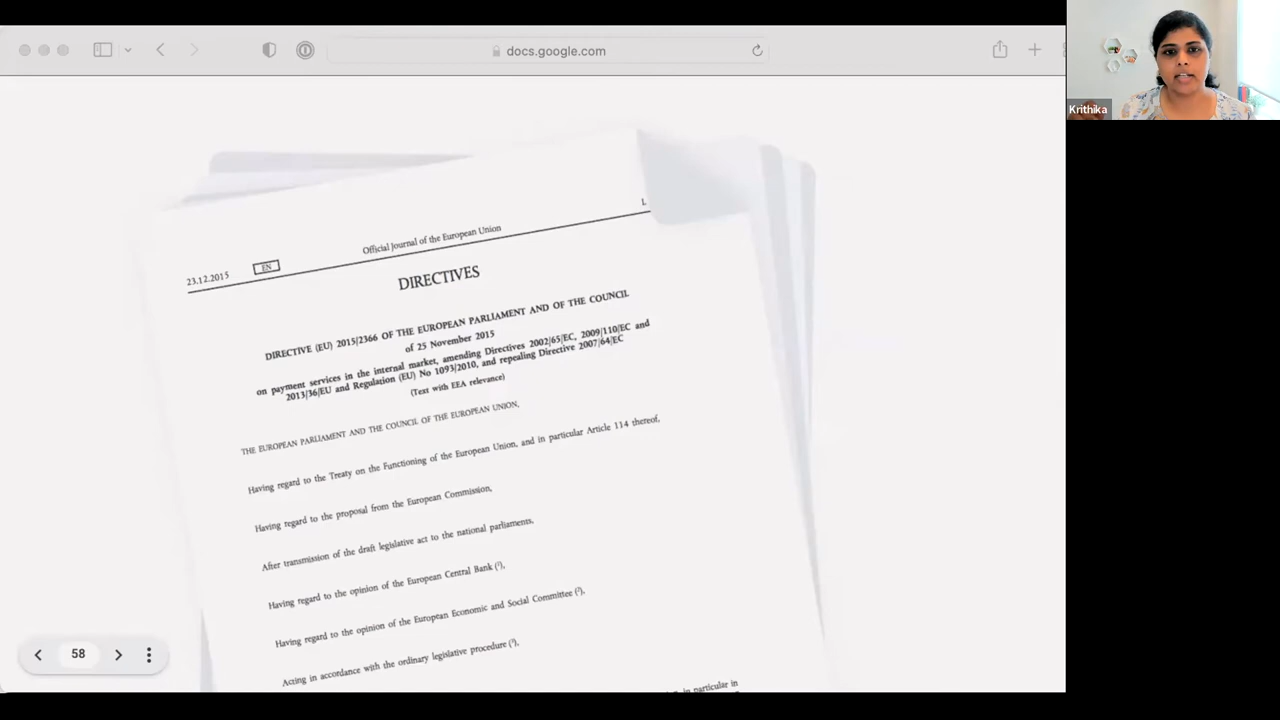 docs.google.com
Krithika
L
23.12.2015
EN
Official Journal of the European Union
DIRECTIVES
DIRECTIVE (EU) 2015/2366 OF THE EUROPEAN PARLIAMENT AND OF THE COUNCIL
of 25 November 2015
on payment services in the internal market, amending Directives 2002/65/EC, 2009/110/EC and
2013/36/EU and Regulation (EU) No 1093/2010, and repealing Directive 2007/64/EC
(Text with EEA relevance)
THE EUROPEAN PARLIAMENT AND THE COUNCIL OF THE EUROPEAN UNION,
Having regard to the Treaty on the Functioning of the European Union, and in particular Article 114 thereof,
Having regard to the proposal from the European Commission,
After transmission of the draft legislative act to the national parliaments,
Having regard to the opinion of the European Central Bank (¹),
Having regard to the opinion of the European Economic and Social Committee (²),
Acting in accordance with the ordinary legislative procedure (³),
in particular in
58